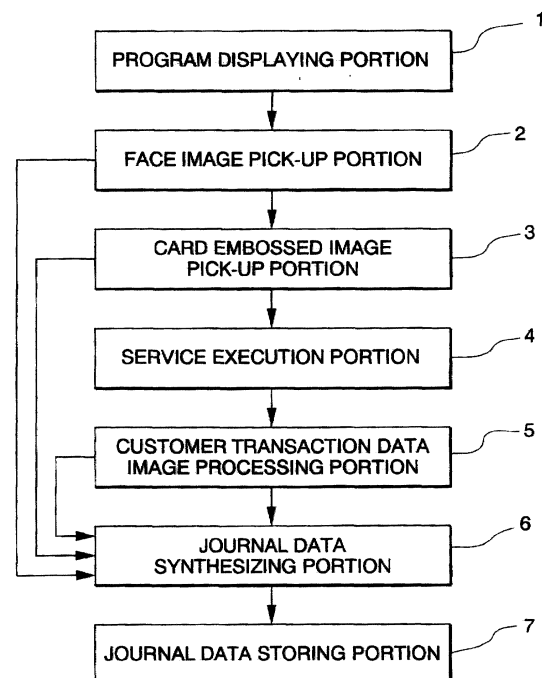 1
PROGRAM DISPLAYING PORTION
2
FACE IMAGE PICK-UP PORTION
3
CARD EMBOSSED IMAGE
PICK-UP PORTION
4
SERVICE EXECUTION PORTION
5
CUSTOMER TRANSACTION DATA
IMAGE PROCESSING PORTION
6
JOURNAL DATA
SYNTHESIZING PORTION
7
JOURNAL DATA STORING PORTION